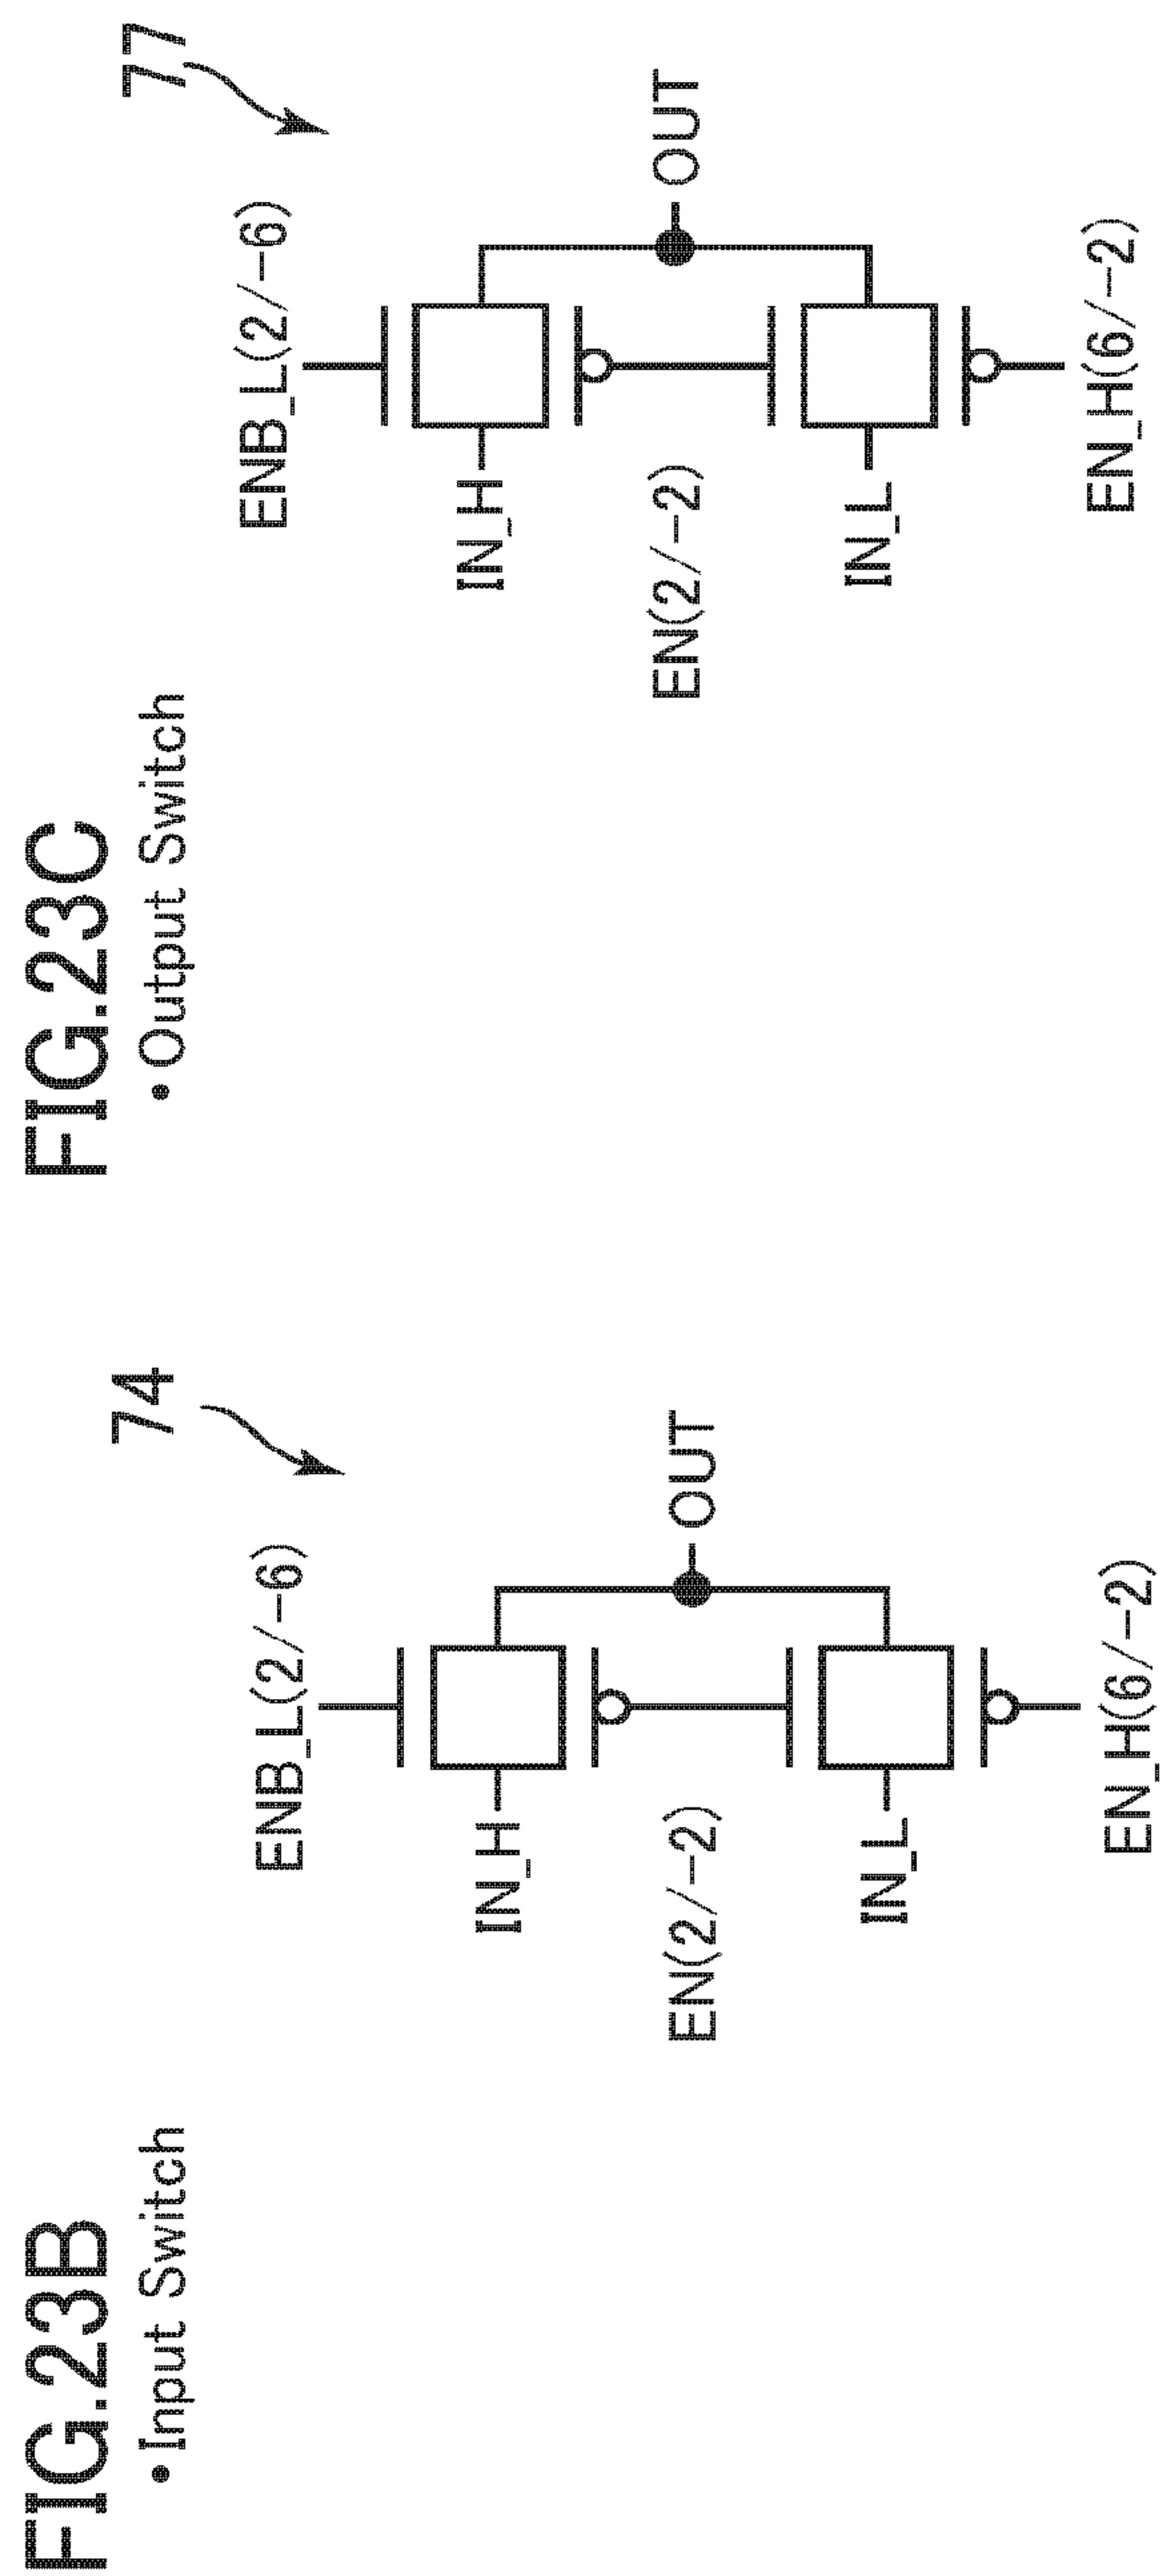 FIG.23B
• Input Switch
74
ENB_L(2/-6)
IN_H
OUT
EN(2/-2)
IN_L
EN_H(6/-2)
FIG.23C
• Output Switch
77
ENB_L(2/-6)
IN_H
OUT
EN(2/-2)
IN_L
EN_H(6/-2)